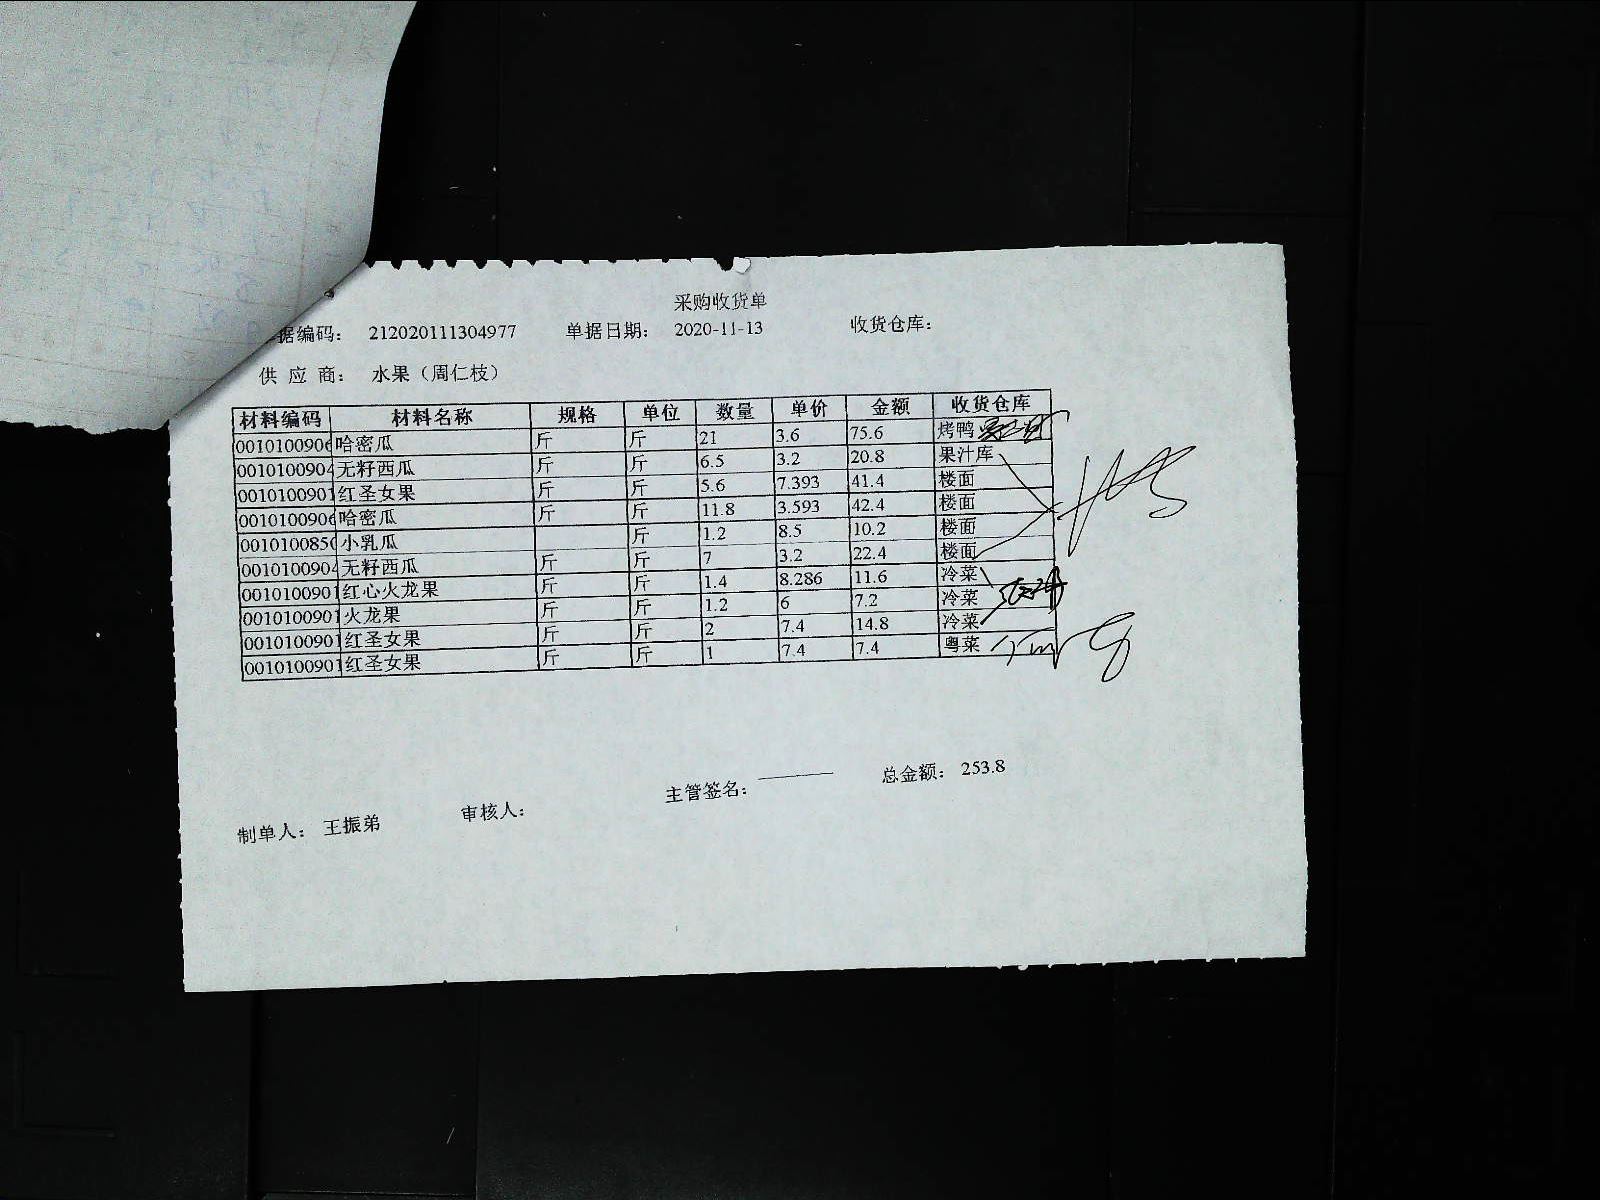 采购收货单
据编码: 212020111304977 单据日期: 2020-11-13 收货仓库:
供 应 商: 水果（周仁枝）
材料编码 材料名称 规格 单位 数量 单价 金额 收货仓库
0010100906 哈密瓜 斤 斤 21 3.6 75.6 烤鸭
0010100904 无籽西瓜 斤 斤 6.5 3.2 20.8 果汁库
0010100901 红圣女果 斤 斤 5.6 7.393 41.4 楼面
0010100906 哈密瓜 斤 斤 11.8 3.593 42.4 楼面
001010085 小乳瓜 斤 1.2 8.5 10.2 楼面
0010100904 无籽西瓜 斤 斤 7 3.2 22.4 楼面
0010100901 红心火龙果 斤 斤 1.4 8.286 11.6 冷菜
0010100901 火龙果 斤 斤 1.2 6 7.2 冷菜
0010100901 红圣女果 斤 斤 2 7.4 14.8 冷菜
0010100901 红圣女果 斤 斤 1 7.4 7.4 粤菜
制单人: 王振弟 审核人: 主管签名: 总金额: 253.8